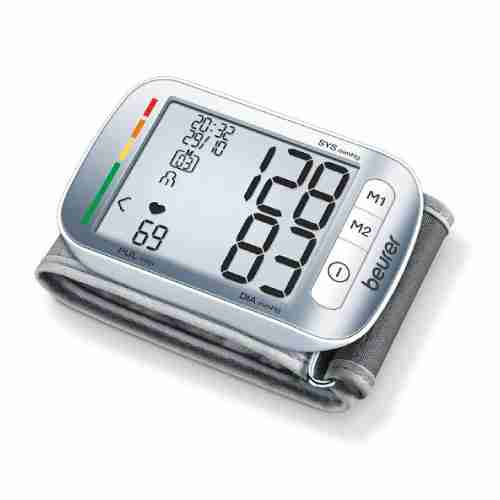 20:32
29/10
SYS mmHg
128
83
69
PUL /min
DIA mmHg
M1
M2
beurer